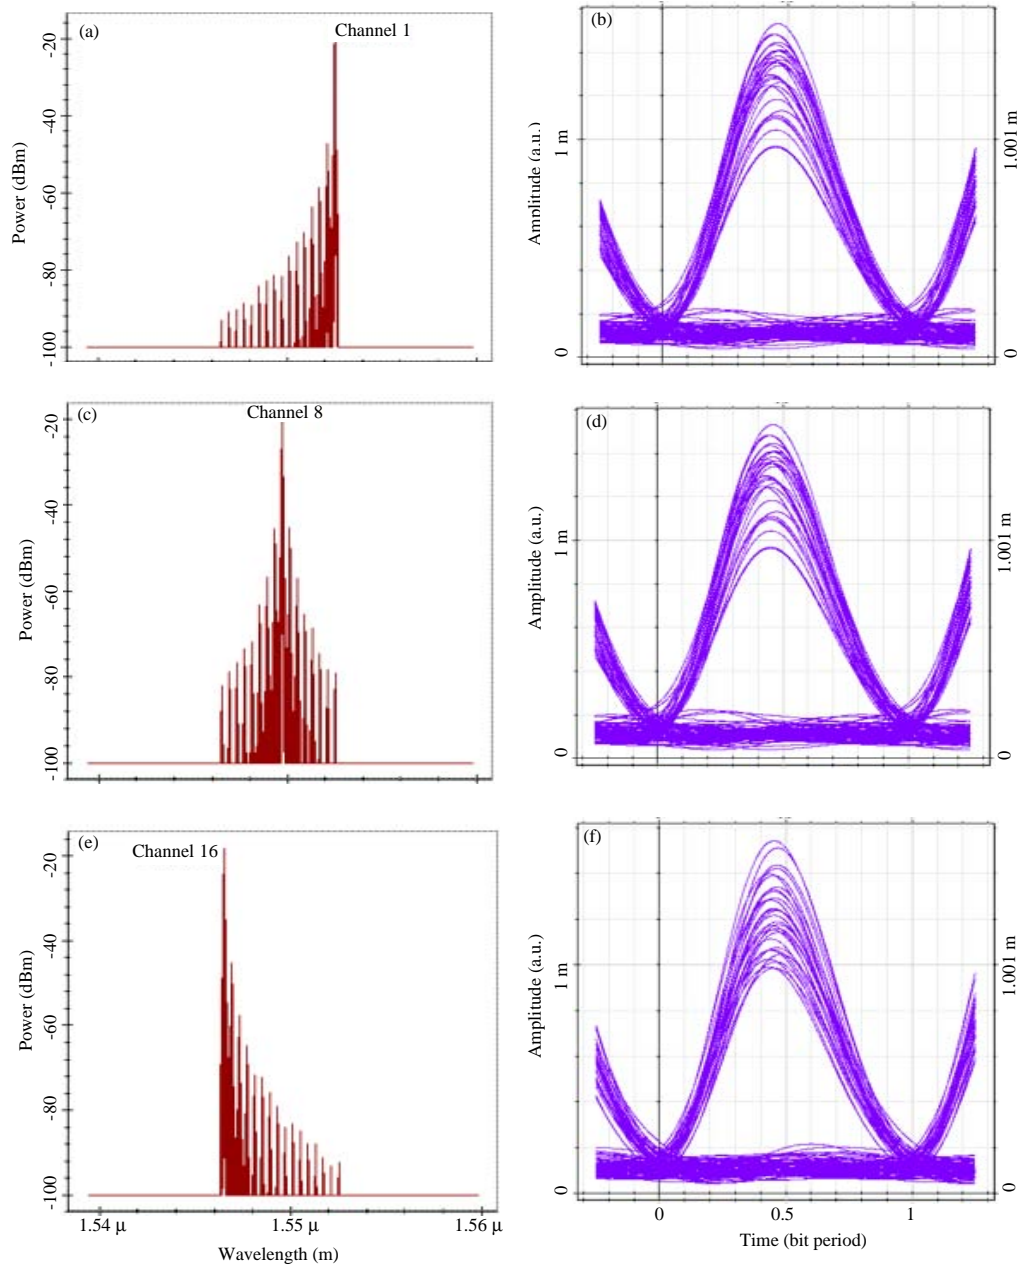 (a)
Channel 1
Power (dBm)
-20
-40
-60
-80
-100
(b)
Amnlitude (a.u.)
1 m
0
1.001 m
0
(c)
Channel 8
Power (dBm)
-20
-40
-60
-80
-100
(d)
Amplitude (a.u.)
1 m
0
1.001 m
0
(e)
Channel 16
Power (dBm)
-20
-40
-60
-80
-100
1.54 µ
1.55 µ
1.56 µ
Wavelength (m)
(f)
Amplitude (a.u.)
1 m
0
1.001 m
0
0
0.5
1
Time (bit period)